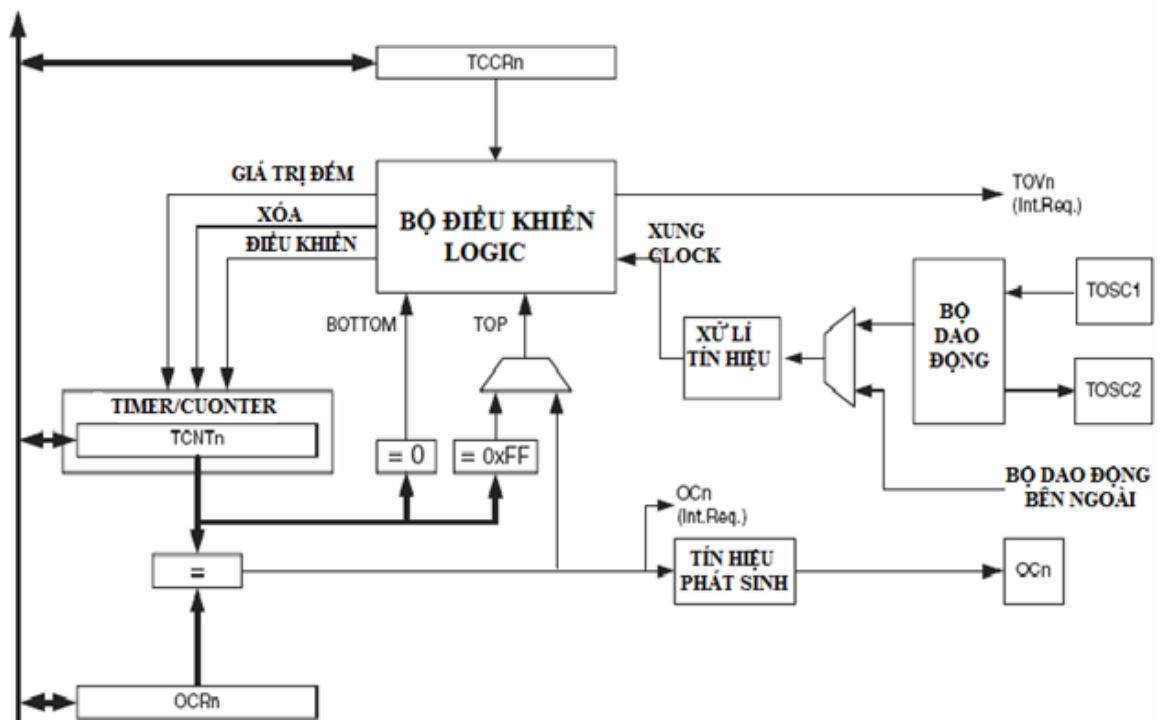 TCCRn
GIÁ TRỊ ĐẾM
XÓA
ĐIỀU KHIỂN
BỘ ĐIỀU KHIỂN
LOGIC
TOVn
(Int.Req.)
XUNG
CLOCK
BOTTOM
TOP
XỬ LÍ
TÍN HIỆU
BỘ
DAO
ĐỘNG
TOSC1
TOSC2
TIMER/CUONTER
TCNTn
= 0
= 0xFF
BỘ DAO ĐỘNG
BÊN NGOÀI
OCn
(Int.Req.)
=
TÍN HIỆU
PHÁT SINH
OCn
OCRn